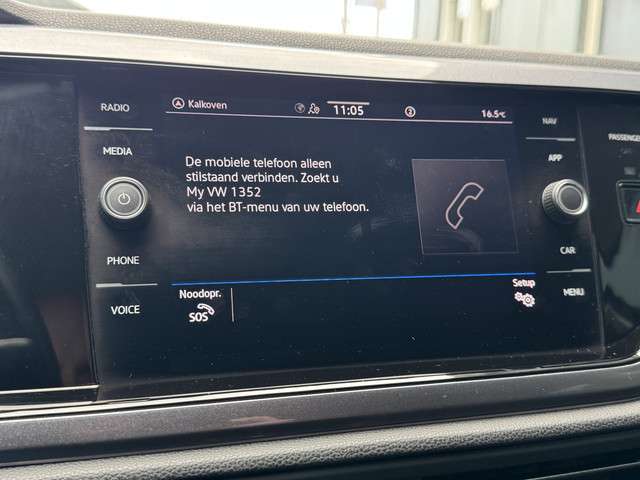 RADIO
MEDIA
PHONE
VOICE
Kalkoven
11:05
2
16.5°C
De mobiele telefoon alleen
stilstaand verbinden. Zoekt u
My VW 1352
via het BT-menu van uw telefoon.
Noodopr.
SOS
Setup
NAV
APP
CAR
MENU